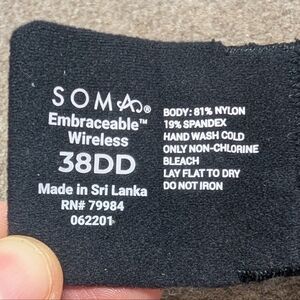 SOMA®
Embraceable™
Wireless
38DD
Made in Sri Lanka
RN# 79984
062201
BODY: 81% NYLON
19% SPANDEX
HAND WASH COLD
ONLY NON-CHLORINE
BLEACH
LAY FLAT TO DRY
DO NOT IRON